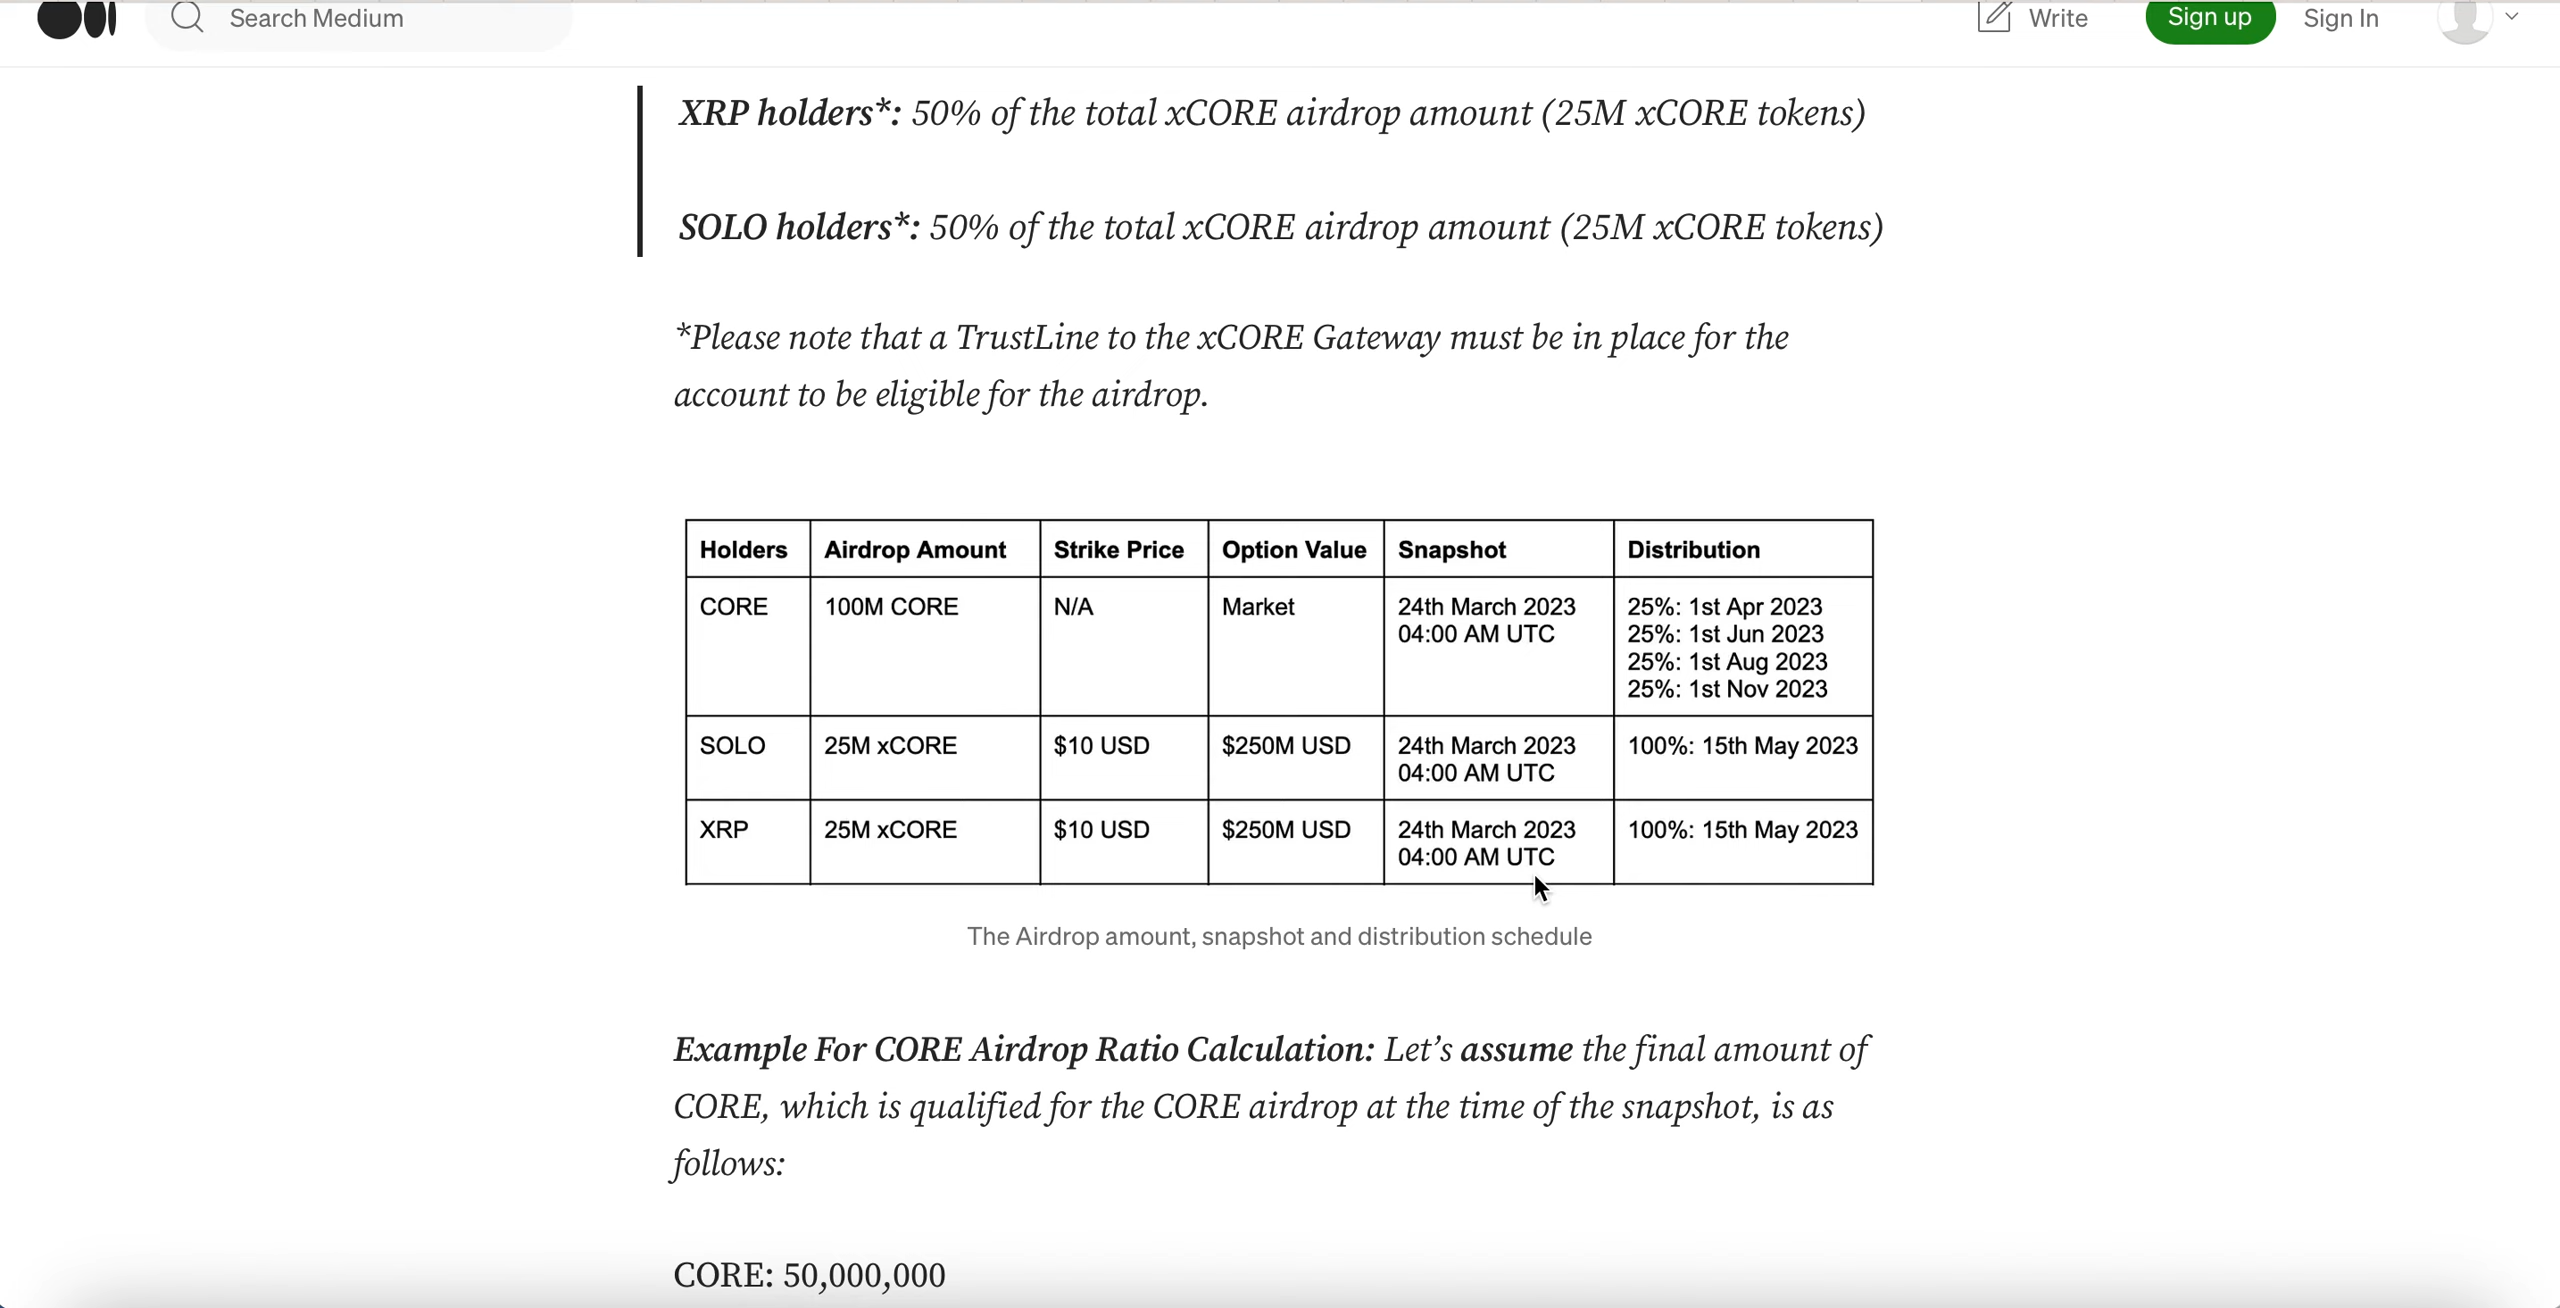 Search Medium
Write
Sign up
Sign In
XRP holders*: 50% of the total xCORE airdrop amount (25M xCORE tokens)
SOLO holders*: 50% of the total xCORE airdrop amount (25M xCORE tokens)
*Please note that a TrustLine to the xCORE Gateway must be in place for the
account to be eligible for the airdrop.
Holders Airdrop Amount Strike Price Option Value Snapshot Distribution
CORE 100M CORE N/A Market 24th March 2023 25%: 1st Apr 2023
04:00 AM UTC 25%: 1st Jun 2023
25%: 1st Aug 2023
25%: 1st Nov 2023
SOLO 25M xCORE $10 USD $250M USD 24th March 2023 100%: 15th May 2023
04:00 AM UTC
XRP 25M xCORE $10 USD $250M USD 24th March 2023 100%: 15th May 2023
04:00 AM UTC
The Airdrop amount, snapshot and distribution schedule
Example For CORE Airdrop Ratio Calculation: Let’s assume the final amount of
CORE, which is qualified for the CORE airdrop at the time of the snapshot, is as
follows:
CORE: 50,000,000